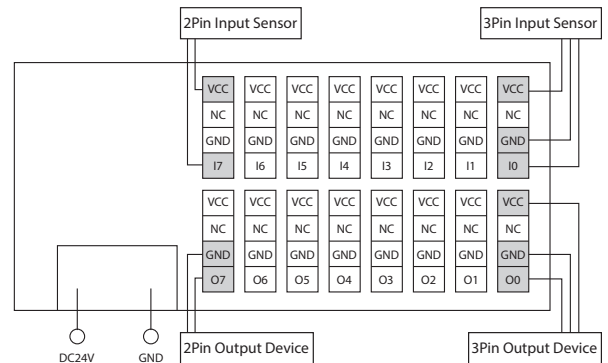 2Pin Input Sensor 3Pin Input Sensor
VCC VCC VCC VCC VCC VCC VCC VCC
NC NC NC NC NC NC NC NC
GND GND GND GND GND GND GND GND
I7 I6 I5 I4 I3 I2 I1 I0
VCC VCC VCC VCC VCC VCC VCC VCC
NC NC NC NC NC NC NC NC
GND GND GND GND GND GND GND GND
O7 O6 O5 O4 O3 O2 O1 O0
DC24V GND 2Pin Output Device 3Pin Output Device